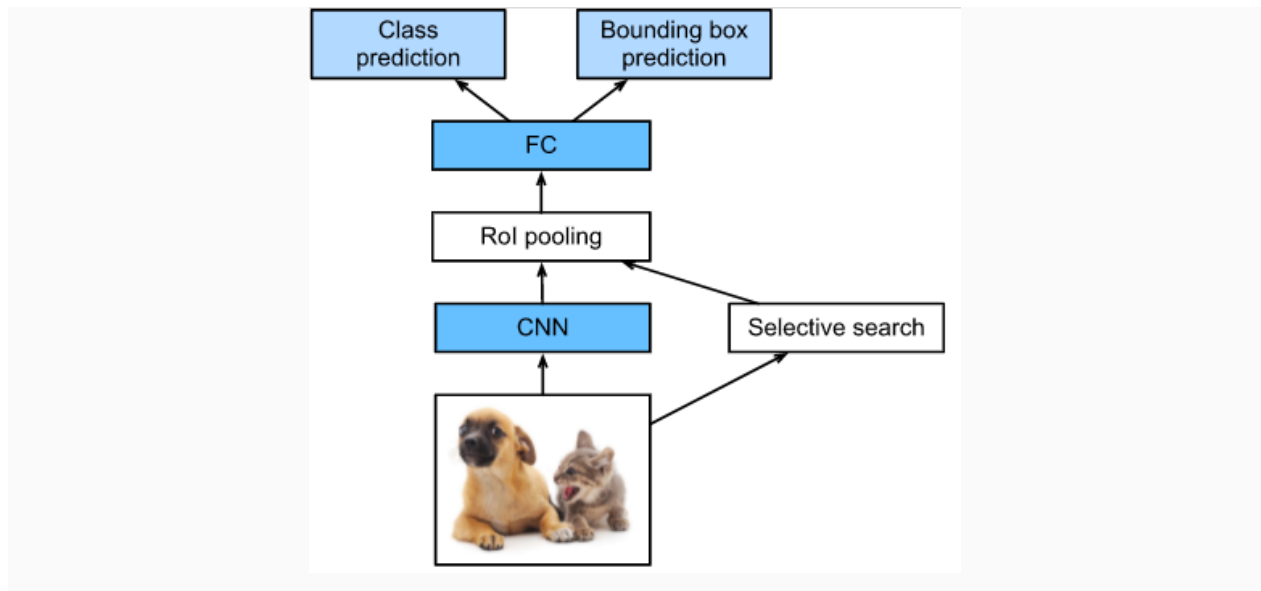 Class
prediction
Bounding box
prediction
FC
RoI pooling
CNN
Selective search